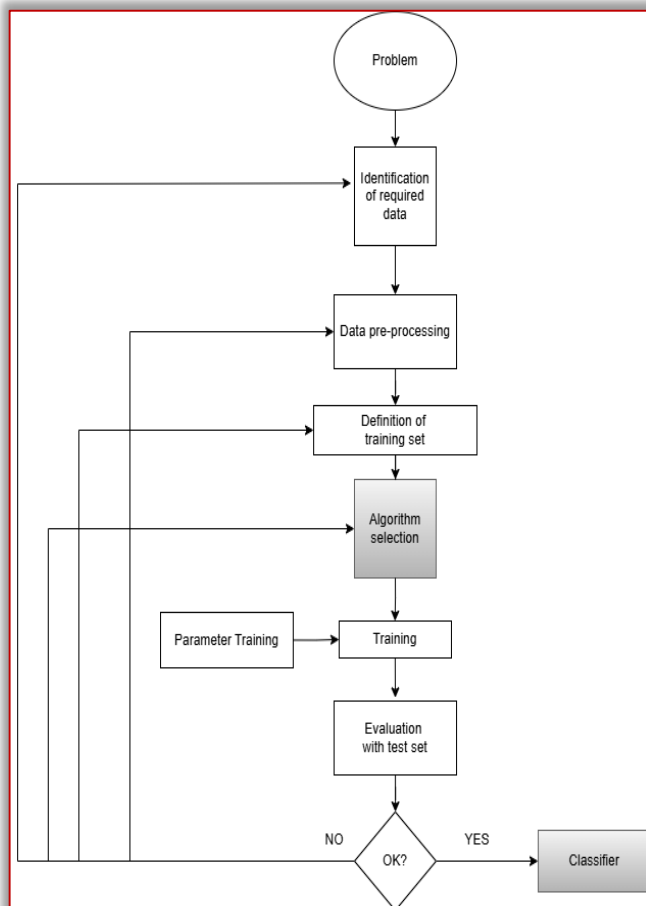 Problem
Identification
of required
data
Data pre-processing
Definition of
training set
Algorithm
selection
Parameter Training
Training
Evaluation
with test set
NO
OK?
YES
Classifier